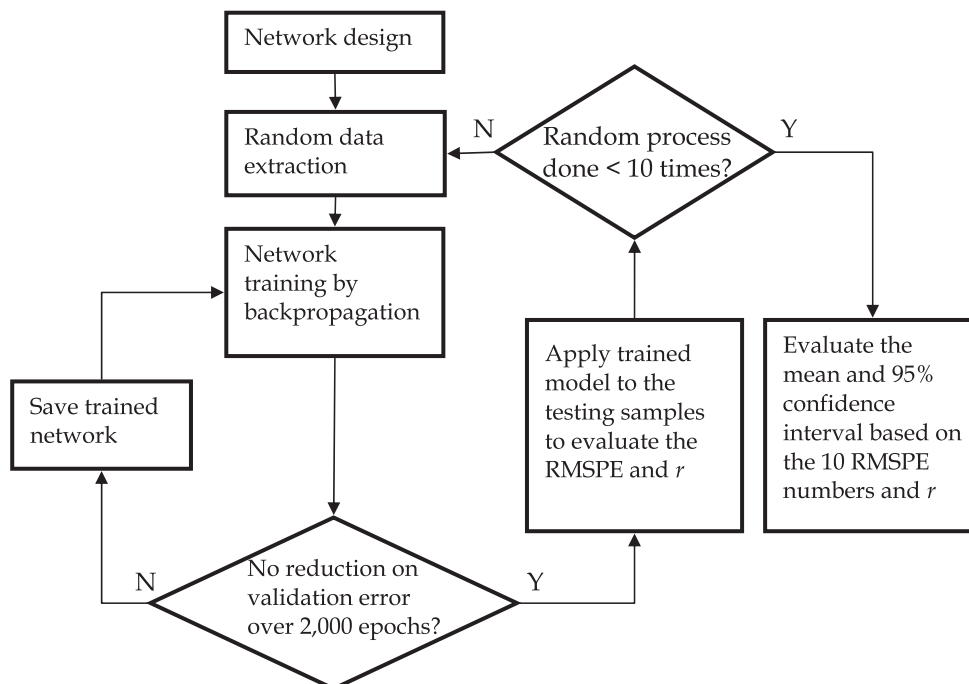 Network design
Random data
extraction
Network
training by
backpropagation
Save trained
network
No reduction on
validation error
over 2,000 epochs?
N
Y
Apply trained
model to the
testing samples
to evaluate the
RMSPE and r
Random process
done < 10 times?
N
Y
Evaluate the
mean and 95%
confidence
interval based on
the 10 RMSPE
numbers and r